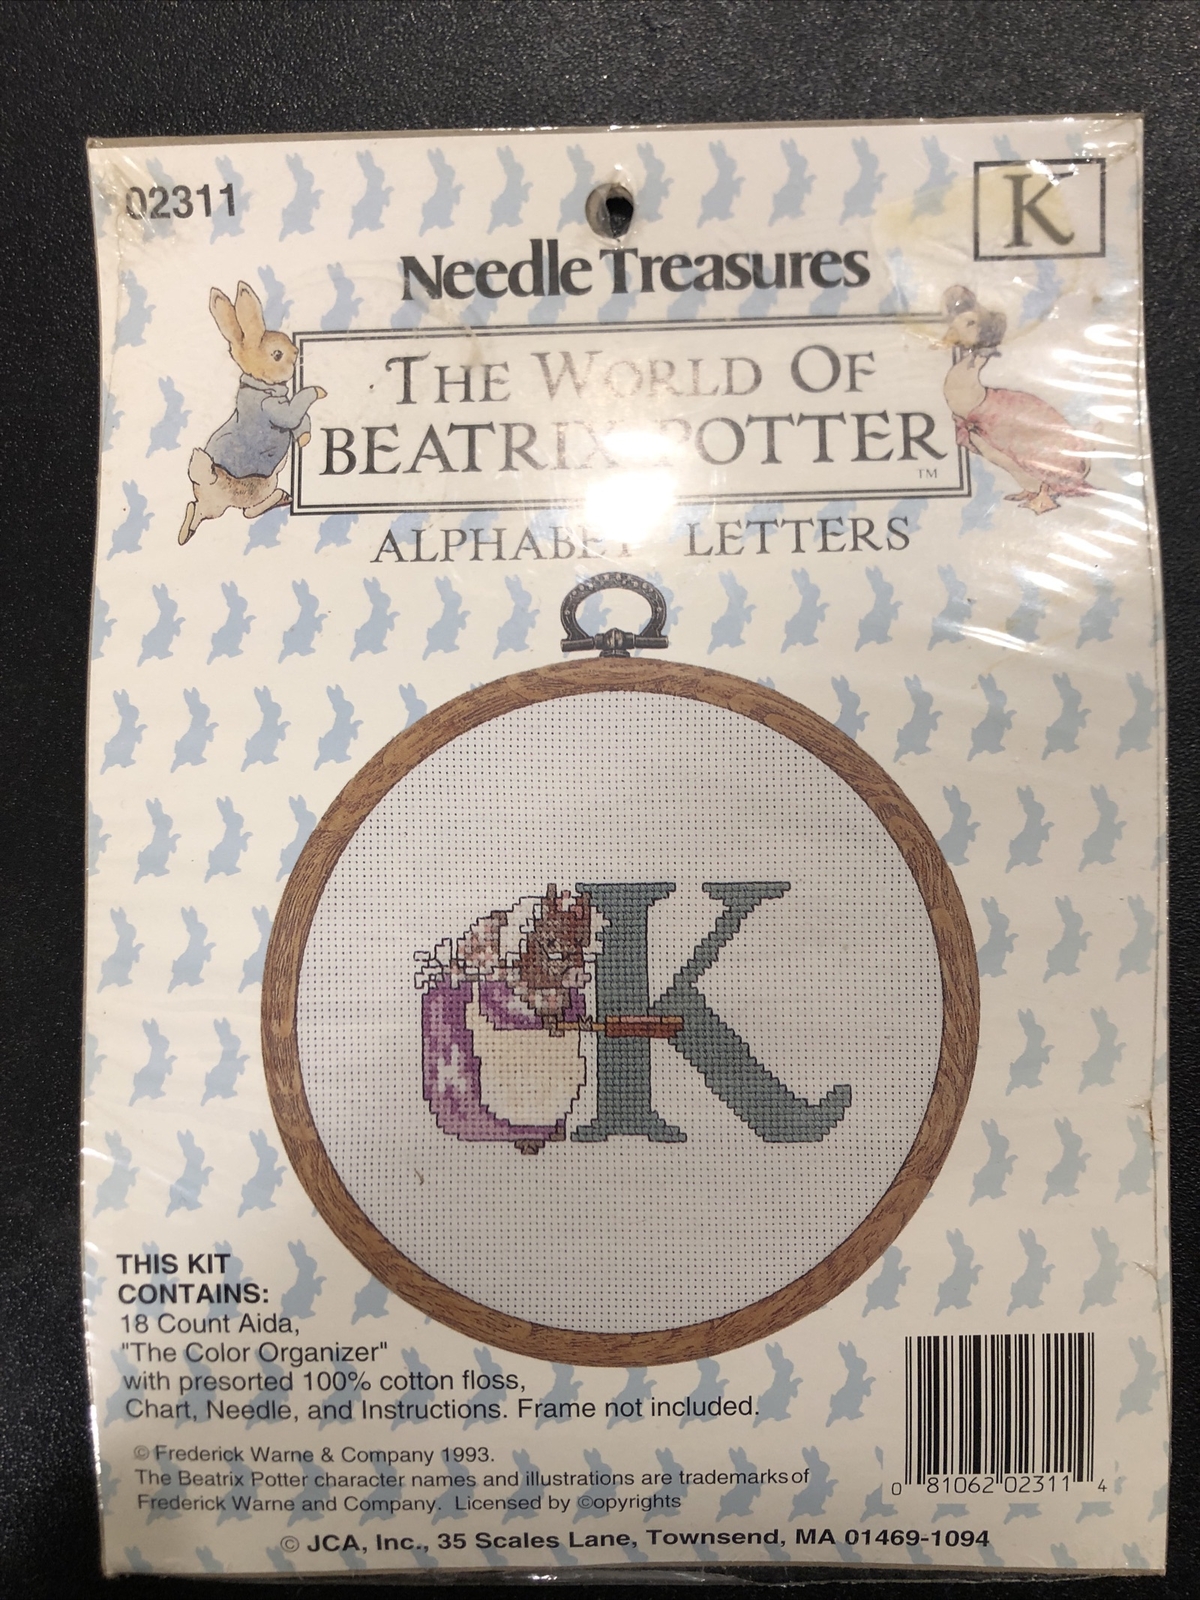 02311
K
Needle Treasures
THE WORLD OF
BEATRIX POTTER
™
ALPHABET LETTERS
K
THIS KIT
CONTAINS:
18 Count Aida,
"The Color Organizer"
with presorted 100% cotton floss,
Chart, Needle, and Instructions. Frame not included.
© Frederick Warne & Company 1993.
The Beatrix Potter character names and illustrations are trademarks of
Frederick Warne and Company. Licensed by ©opyrights
0 81062 02311 4
© JCA, Inc., 35 Scales Lane, Townsend, MA 01469-1094